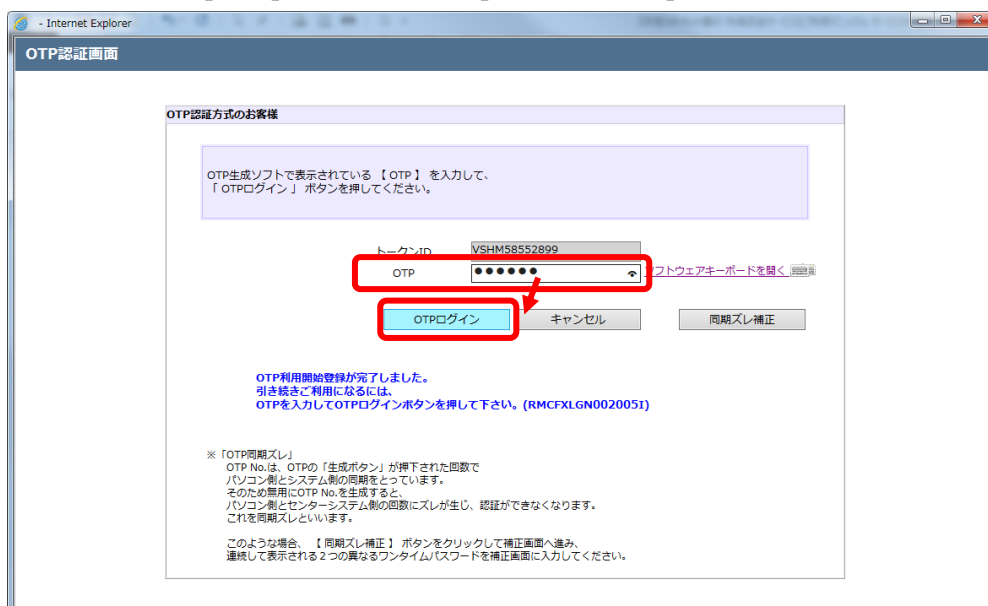 - Internet Explorer
OTP認証画面
OTP認証方式のお客様
OTP生成ソフトで表示されている 【 OTP 】 を入力して、
「 OTPログイン 」 ボタンを押してください。
トークンID VSHM58552899
OTP ●●●●●● ソフトウェアキーボードを開く
OTPログイン キャンセル 同期ズレ補正
OTP利用開始登録が完了しました。
引き続きご利用になるには、
OTPを入力してOTPログインボタンを押して下さい。(RMCFXLGN002005I)
※「OTP同期ズレ」
OTP No.は、OTPの「生成ボタン」が押下された回数で
パソコン側とシステム側の同期をとっています。
そのため無用にOTP No.を生成すると、
パソコン側とセンターシステム側の回数にズレが生じ、認証ができなくなります。
これを同期ズレといいます。
このような場合、 【 同期ズレ補正 】 ボタンをクリックして補正画面へ進み、
連続して表示される２つの異なるワンタイムパスワードを補正画面に入力してください。